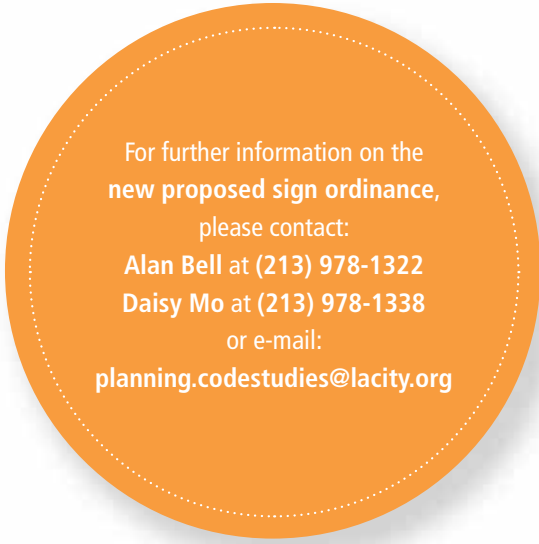 For further information on the
new proposed sign ordinance,
please contact:
Alan Bell at (213) 978-1322
Daisy Mo at (213) 978-1338
or e-mail:
planning.codestudies@lacity.org